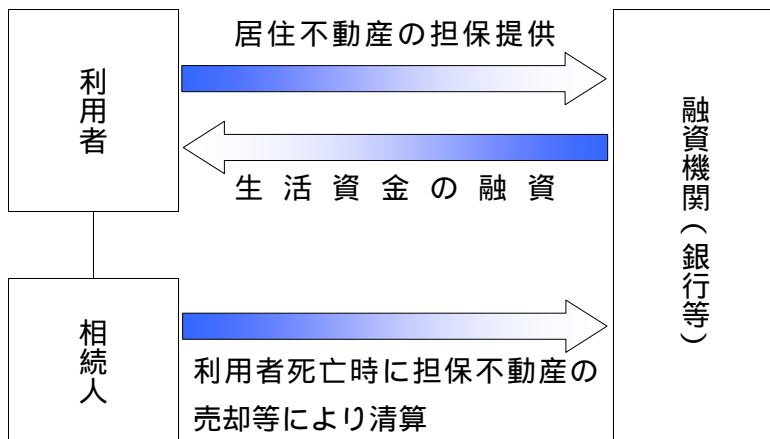 居住不動産の担保提供
利用者
生活資金の融資
融資機関(銀行等)
相続人
利用者死亡時に担保不動産の
売却等により清算